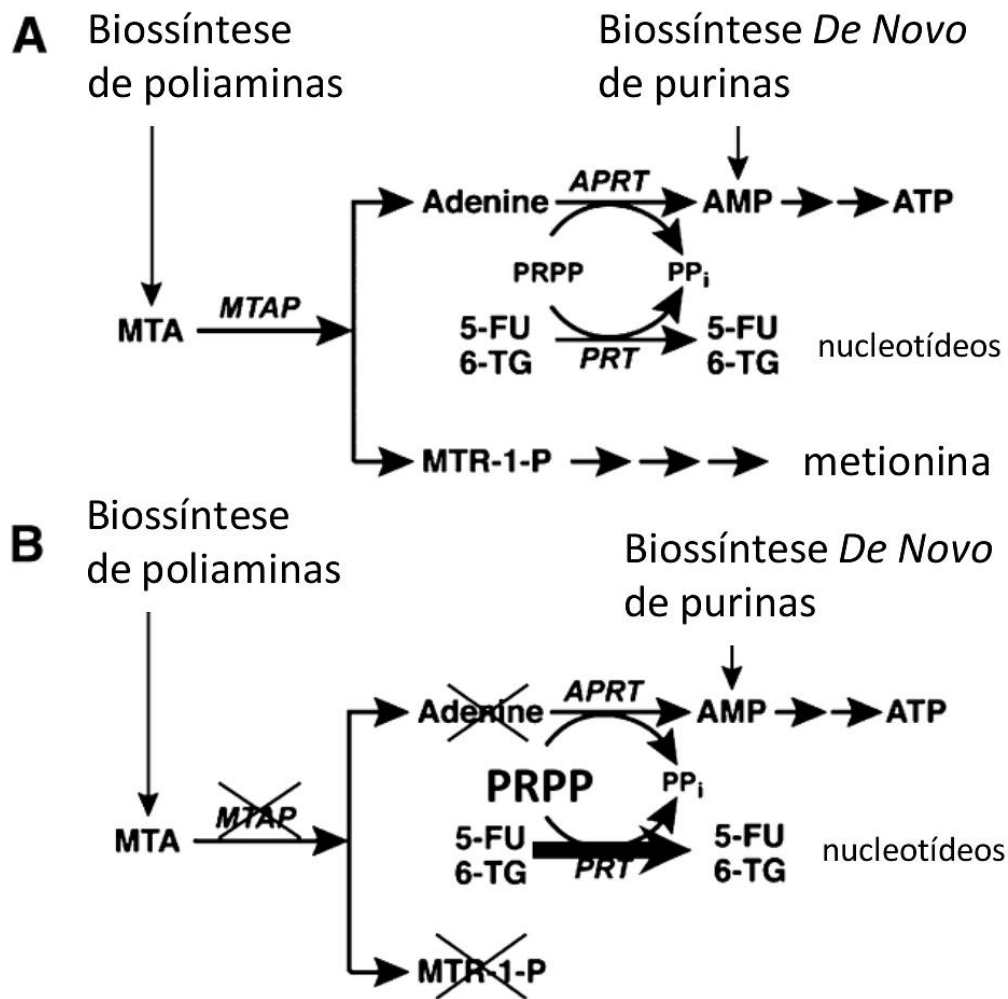 A
Biossíntese
de poliaminas
Biossíntese De Novo
de purinas
APRT
Adenine
AMP
ATP
PRPP
PPi
MTAP
MTA
5-FU
6-TG
PRT
5-FU
6-TG
nucleotídeos
MTR-1-P
metionina
B
Biossíntese
de poliaminas
Biossíntese De Novo
de purinas
APRT
Adenine
AMP
ATP
PRPP
PPi
MTAP
MTA
5-FU
6-TG
PRT
5-FU
6-TG
nucleotídeos
MTR-1-P